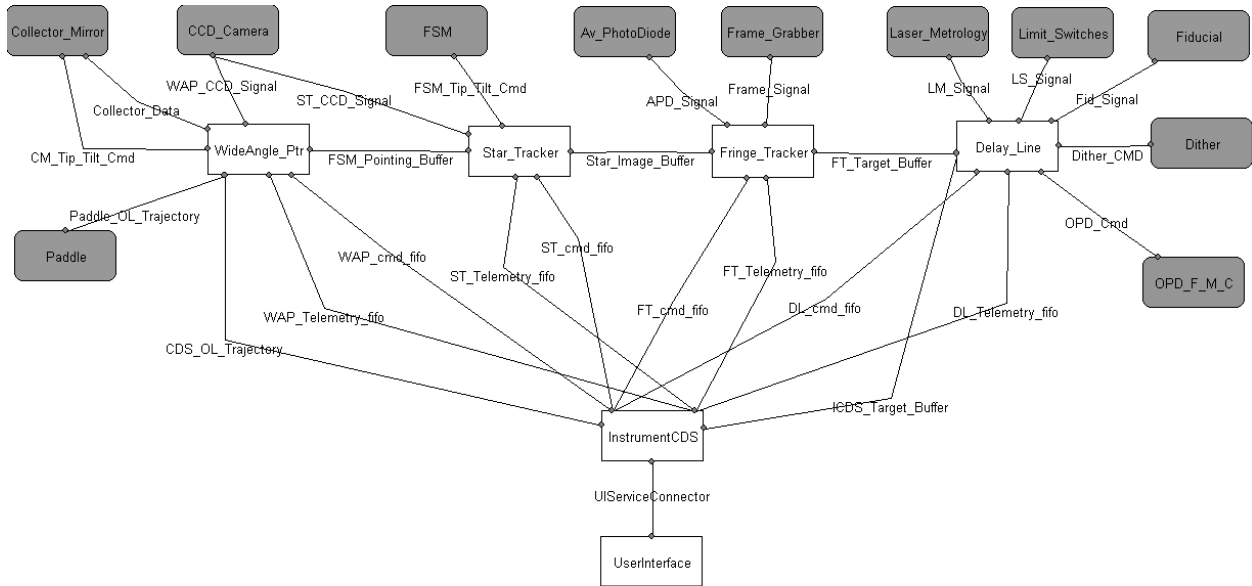 Collector_Mirror
CCD_Camera
FSM
Av_PhotoDiode
Frame_Grabber
Laser_Metrology
Limit_Switches
Fiducial
WAP_CCD_Signal
ST_CCD_Signal
FSM_Tip_Tilt_Cmd
APD_Signal
Frame_Signal
LM_Signal
LS_Signal
Fid_Signal
Collector_Data
CM_Tip_Tilt_Cmd
WideAngle_Ptr
FSM_Pointing_Buffer
Star_Tracker
Star_Image_Buffer
Fringe_Tracker
FT_Target_Buffer
Delay_Line
Dither_CMD
Dither
Paddle_OL_Trajectory
Paddle
OPD_Cmd
OPD_F_M_C
WAP_cmd_fifo
ST_cmd_fifo
ST_Telemetry_fifo
FT_Telemetry_fifo
WAP_Telemetry_fifo
FT_cmd_fifo
DL_cmd_fifo
DL_Telemetry_fifo
CDS_OL_Trajectory
ICDS_Target_Buffer
InstrumentCDS
UIServiceConnector
UserInterface